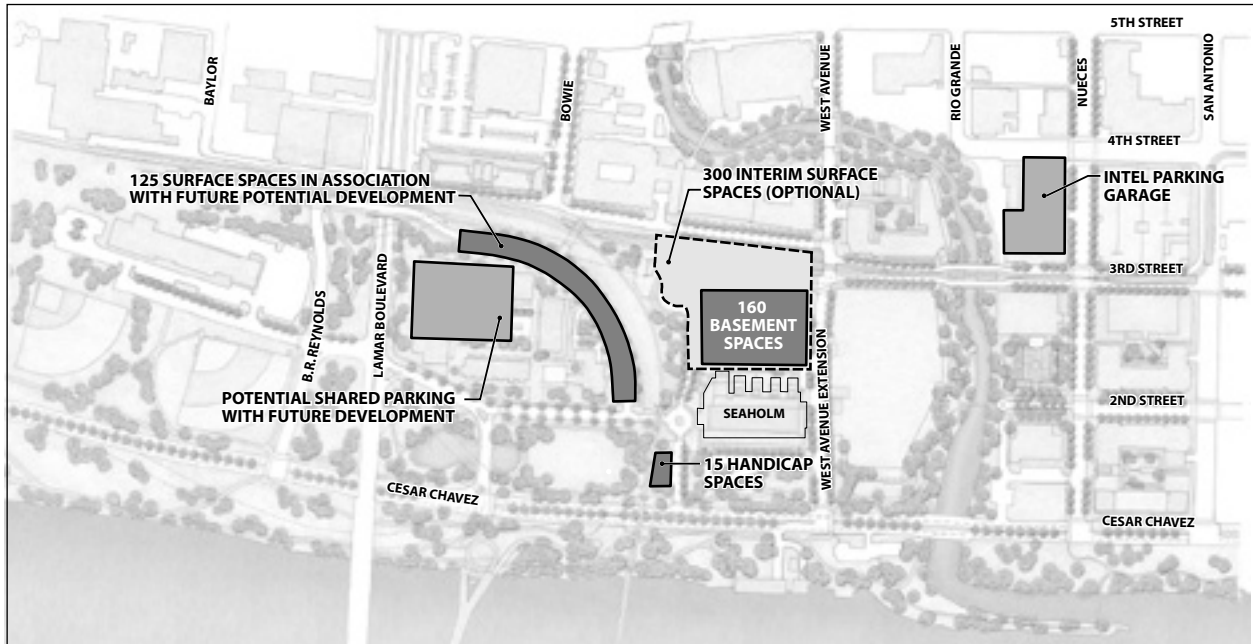 5TH STREET
BAYLOR
BOWIE
WEST AVENUE
RIO GRANDE
NUECES
SAN ANTONIO
4TH STREET
125 SURFACE SPACES IN ASSOCIATION
WITH FUTURE POTENTIAL DEVELOPMENT
300 INTERIM SURFACE
SPACES (OPTIONAL)
INTEL PARKING
GARAGE
3RD STREET
B.R. REYNOLDS
LAMAR BOULEVARD
160
BASEMENT
SPACES
POTENTIAL SHARED PARKING
WITH FUTURE DEVELOPMENT
SEAHOLM
WEST AVENUE EXTENSION
2ND STREET
15 HANDICAP
SPACES
CESAR CHAVEZ
CESAR CHAVEZ